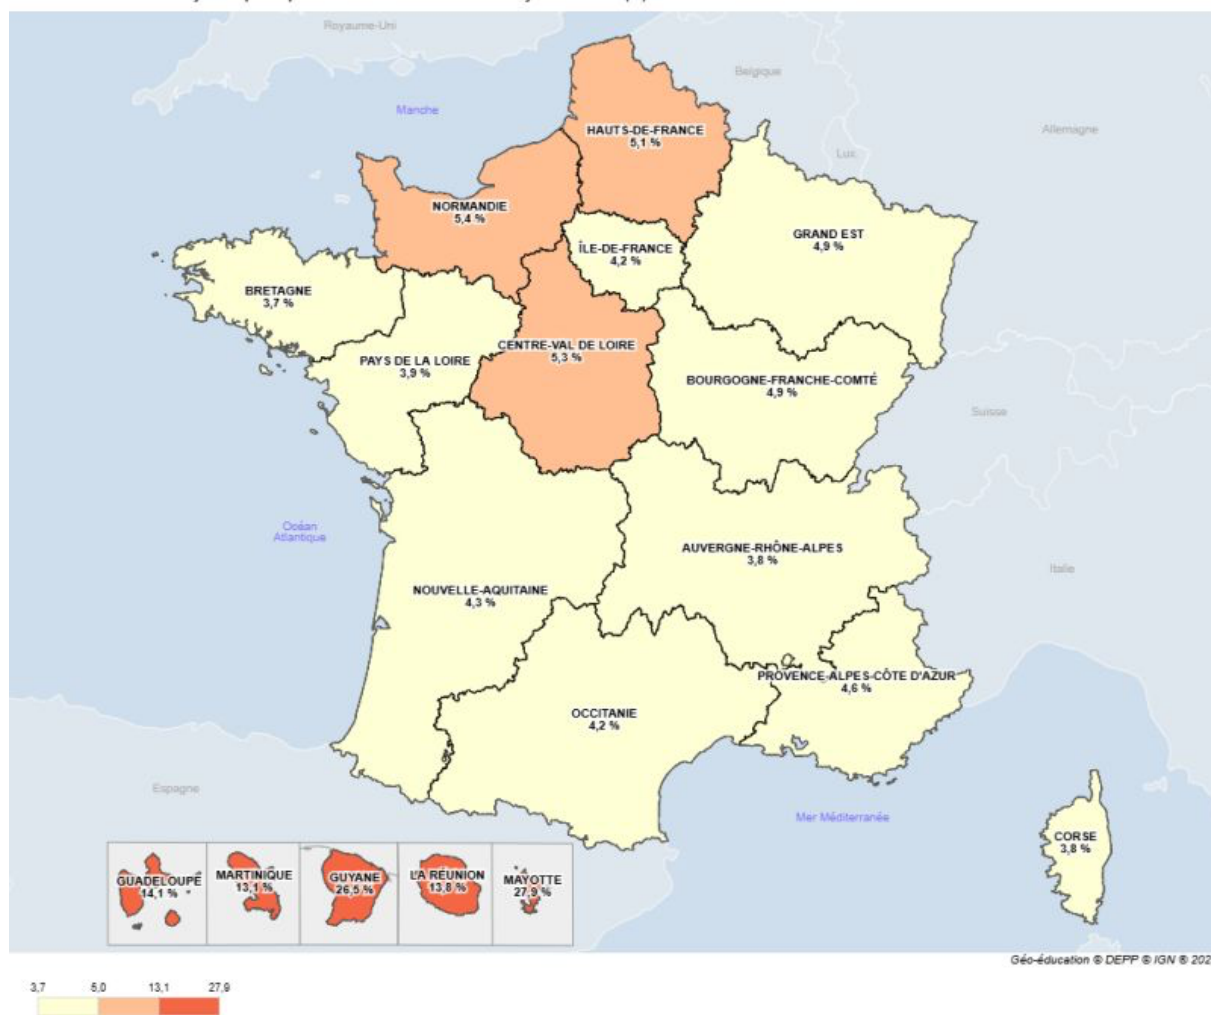 Royaume-Uni
Belgique
Manche
Allemagne
HAUTS-DE-FRANCE
5,1 %
Lux.
NORMANDIE
5,4 %
GRAND EST
4,9 %
ÎLE-DE-FRANCE
4,2 %
BRETAGNE
3,7 %
CENTRE-VAL DE LOIRE
5,3 %
PAYS DE LA LOIRE
3,9 %
BOURGOGNE-FRANCHE-COMTÉ
4,9 %
Suisse
Océan
Atlantique
AUVERGNE-RHÔNE-ALPES
3,8 %
Italie
NOUVELLE-AQUITAINE
4,3 %
PROVENCE-ALPES-CÔTE D'AZUR
4,6 %
OCCITANIE
4,2 %
Espagne
Mer Méditerranée
CORSE
3,8 %
GUADELOUPE
14,1 %
MARTINIQUE
13,1 %
GUYANE
26,5 %
LA RÉUNION
13,8 %
MAYOTTE
27,9 %
Géo-éducation © DEPP © IGN ® 202
3,7 5,0 13,1 27,9